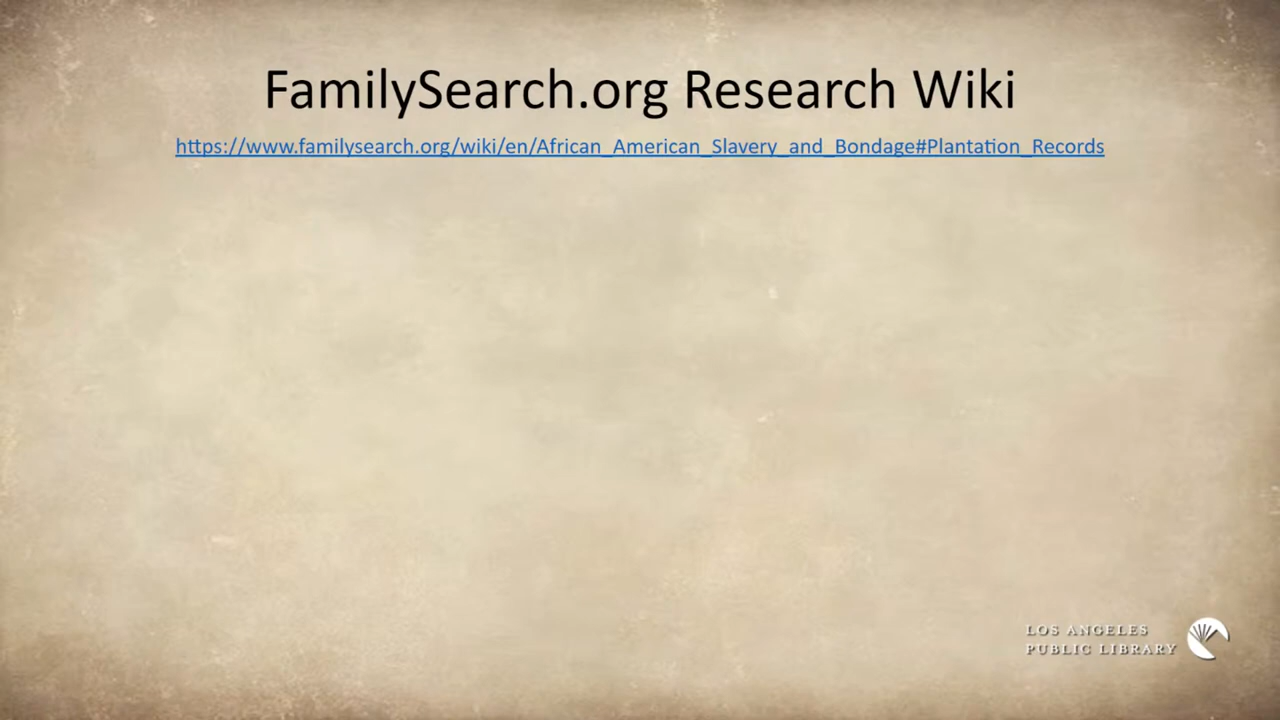 FamilySearch.org Research Wiki
https://www.familysearch.org/wiki/en/African_American_Slavery_and_Bondage#Plantation_Records
LOS ANGELES
PUBLIC LIBRARY